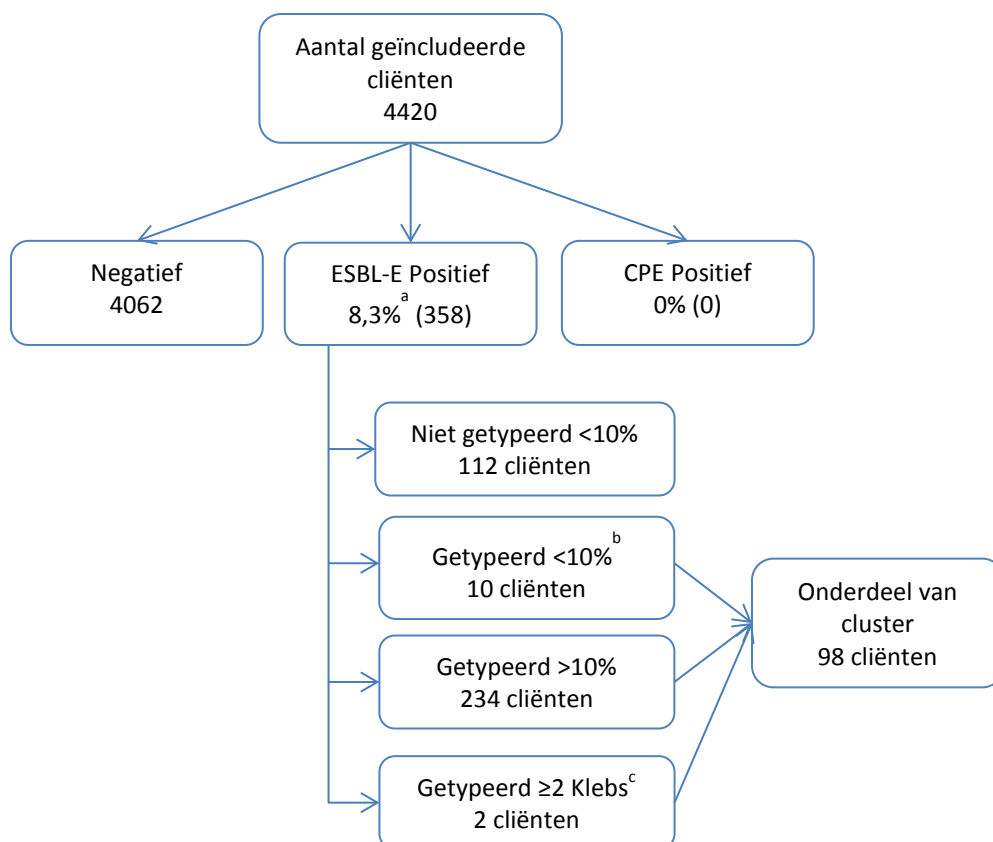 Aantal geïncludeerde
cliënten
4420
Negatief
4062
ESBL-E Positief
8,3%a (358)
CPE Positief
0% (0)
Niet getypeerd <10%
112 cliënten
Getypeerd <10%b
10 cliënten
Getypeerd >10%
234 cliënten
Getypeerd ≥2 Klebsc
2 cliënten
Onderdeel van
cluster
98 cliënten